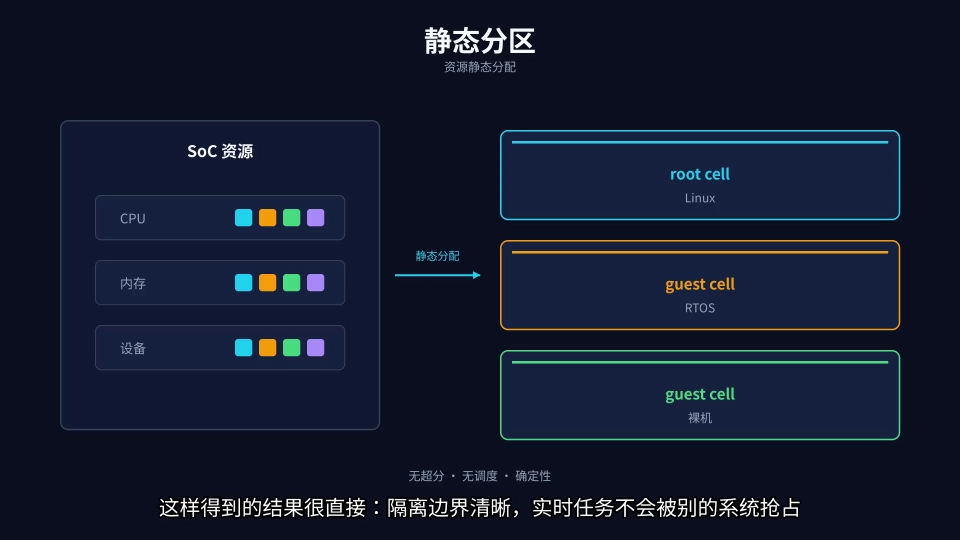 静态分区
资源静态分配
SoC 资源
CPU
内存
设备
静态分配
root cell
Linux
guest cell
RTOS
guest cell
裸机
无超分 · 无调度 · 确定性
这样得到的结果很直接：隔离边界清晰，实时任务不会被别的系统抢占